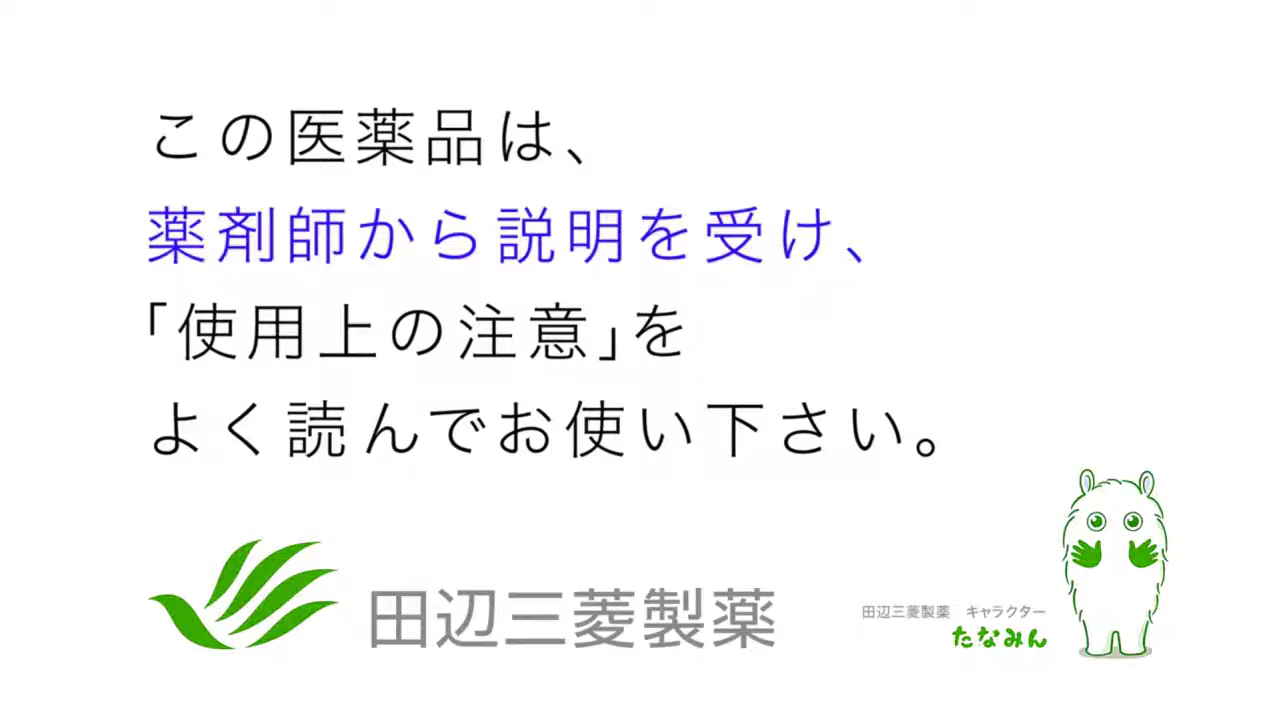 この医薬品は、
薬剤師から説明を受け、
「使用上の注意」を
よく読んでお使い下さい。
田辺三菱製薬
田辺三菱製薬　キャラクター
たなみん